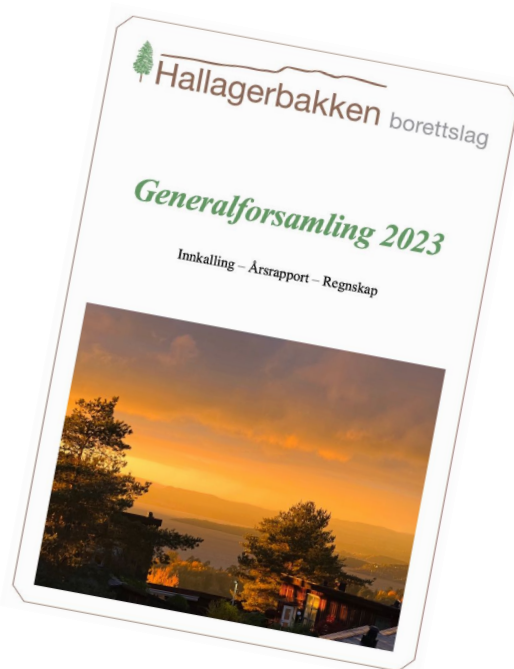 Hallagerbakken borettslag
Generalforsamling 2023
Innkalling – Årsrapport – Regnskap